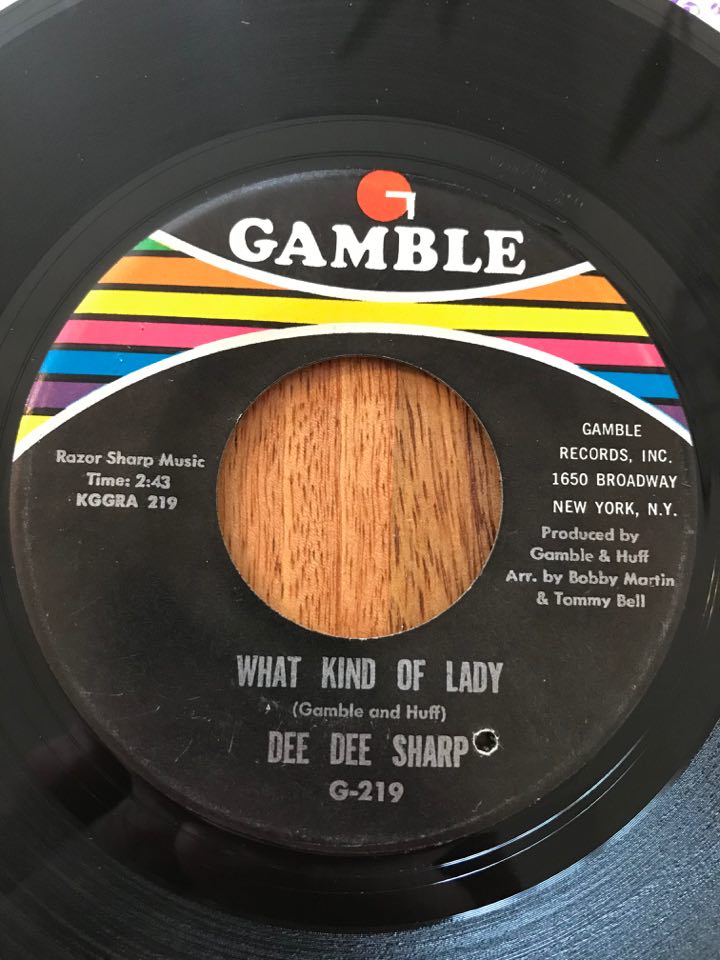 GAMBLE
GAMBLE
RECORDS, INC.
1650 BROADWAY
NEW YORK, N.Y.
Razor Sharp Music
Time: 2:43
KGGRA 219
Produced by
Gamble & Huff
Arr. by Bobby Martin
& Tommy Bell
WHAT KIND OF LADY
(Gamble and Huff)
DEE DEE SHARP
G-219